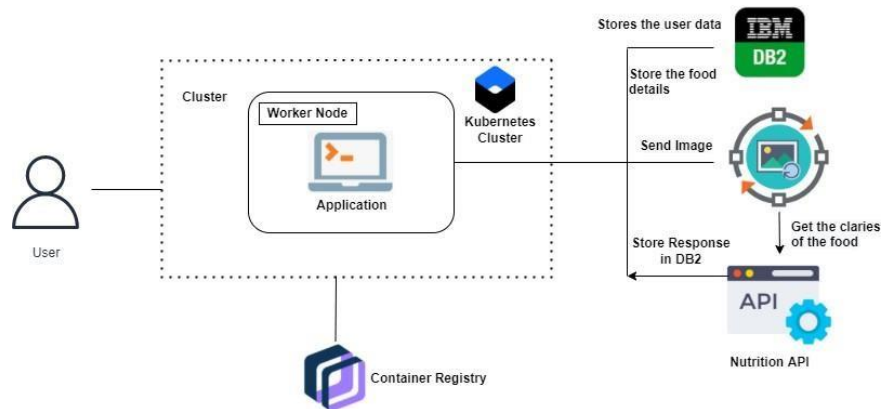 Stores the user data
IBM
DB2
Store the food
details
Cluster
Worker Node
Kubernetes
Cluster
Application
Send Image
User
Get the claries
of the food
Store Response
in DB2
API
Nutrition API
Container Registry